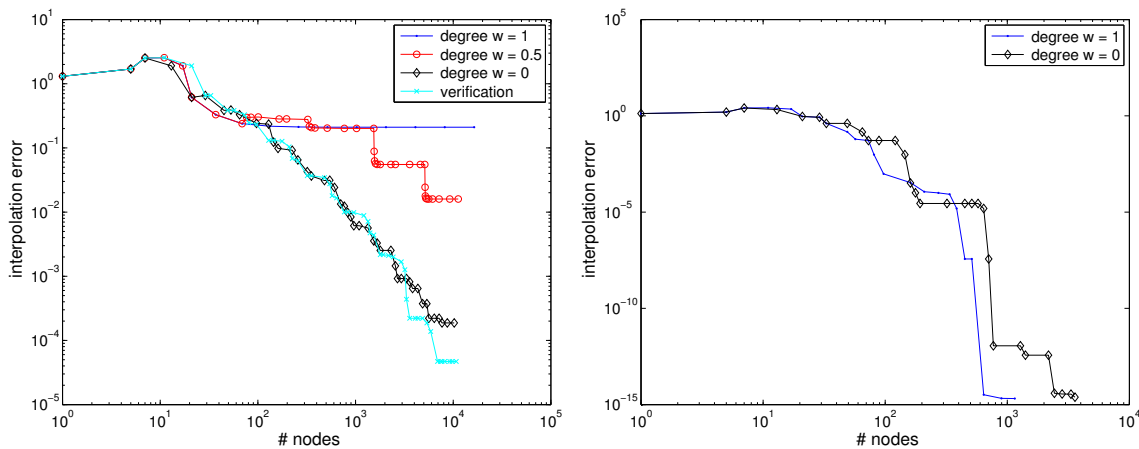 10^1
10^0
10^-1
10^-2
10^-3
10^-4
10^-5
interpolation error
10^0
10^1
10^2
10^3
10^4
10^5
# nodes
degree w = 1
degree w = 0.5
degree w = 0
verification
10^5
10^0
10^-5
10^-10
10^-15
interpolation error
10^0
10^1
10^2
10^3
10^4
# nodes
degree w = 1
degree w = 0